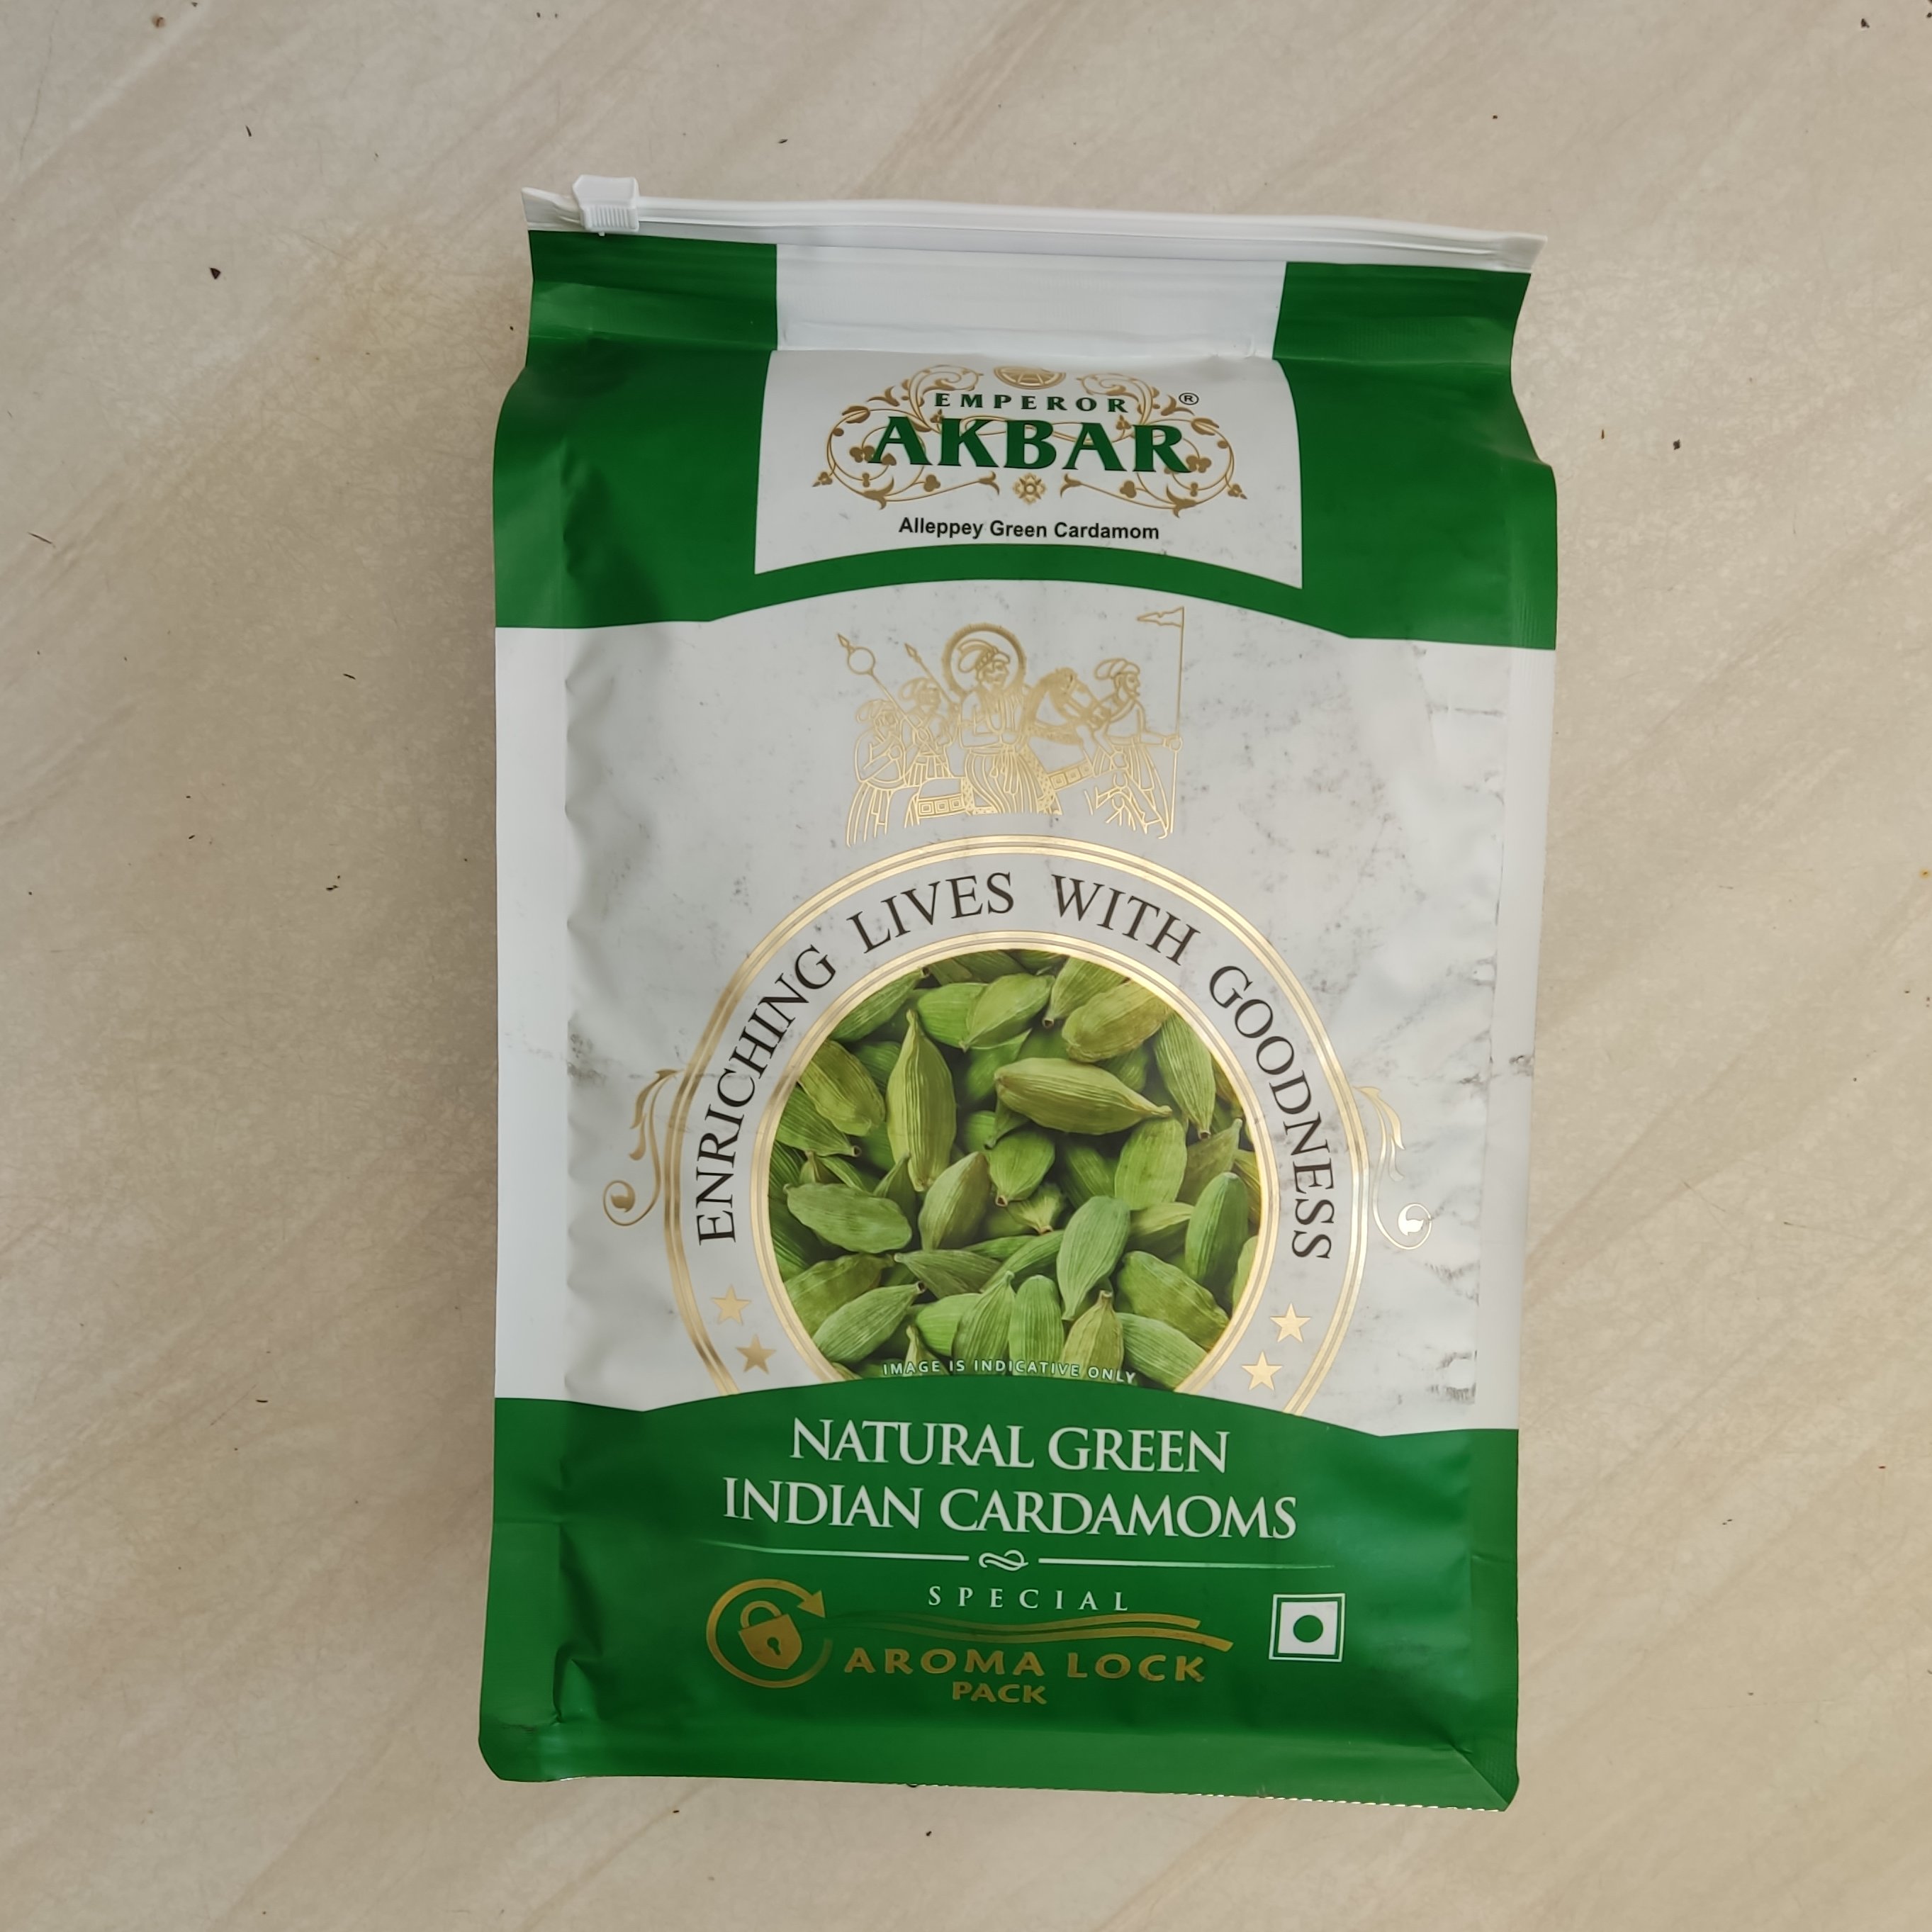 EMPEROR ®
AKBAR
Alleppey Green Cardamom
ENRICHING LIVES WITH GOODNESS
IMAGE IS INDICATIVE ONLY
NATURAL GREEN
INDIAN CARDAMOMS
SPECIAL
AROMA LOCK
PACK